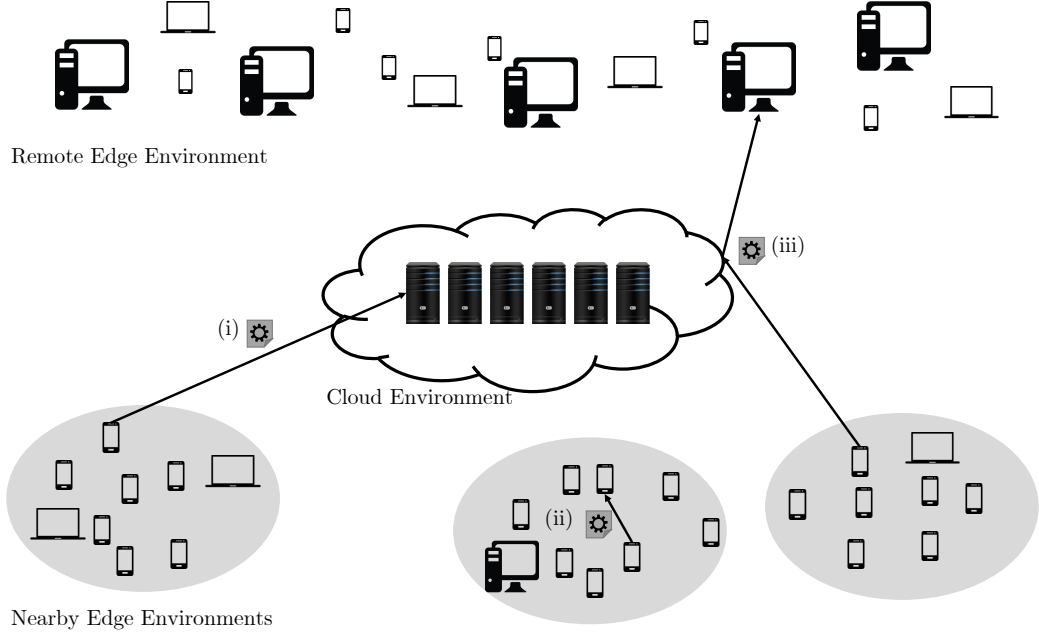 Remote Edge Environment
(iii)
(i)
Cloud Environment
(ii)
Nearby Edge Environments